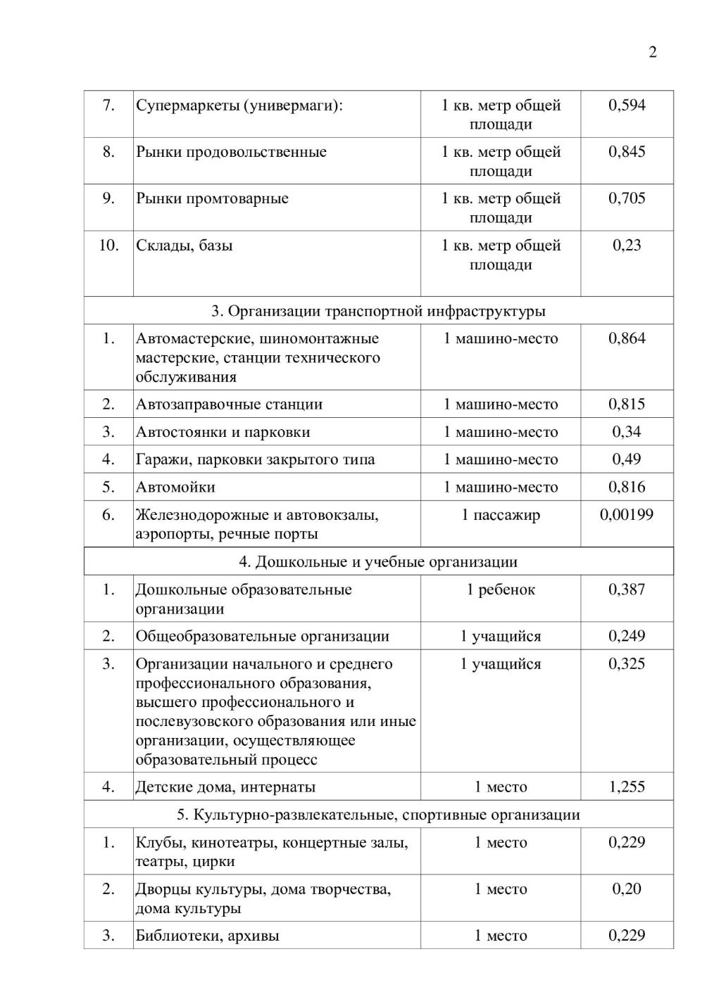 2
7. Супермаркеты (универмаги): 1 кв. метр общей 0,594
площади
8. Рынки продовольственные 1 кв. метр общей 0,845
площади
9. Рынки промтоварные 1 кв. метр общей 0,705
площади
10. Склады, базы 1 кв. метр общей 0,23
площади
3. Организации транспортной инфраструктуры
1. Автомастерские, шиномонтажные 1 машино-место 0,864
мастерские, станции технического
обслуживания
2. Автозаправочные станции 1 машино-место 0,815
3. Автостоянки и парковки 1 машино-место 0,34
4. Гаражи, парковки закрытого типа 1 машино-место 0,49
5. Автомойки 1 машино-место 0,816
6. Железнодорожные и автовокзалы, 1 пассажир 0,00199
аэропорты, речные порты
4. Дошкольные и учебные организации
1. Дошкольные образовательные 1 ребенок 0,387
организации
2. Общеобразовательные организации 1 учащийся 0,249
3. Организации начального и среднего 1 учащийся 0,325
профессионального образования,
высшего профессионального и
послевузовского образования или иные
организации, осуществляющее
образовательный процесс
4. Детские дома, интернаты 1 место 1,255
5. Культурно-развлекательные, спортивные организации
1. Клубы, кинотеатры, концертные залы, 1 место 0,229
театры, цирки
2. Дворцы культуры, дома творчества, 1 место 0,20
дома культуры
3. Библиотеки, архивы 1 место 0,229